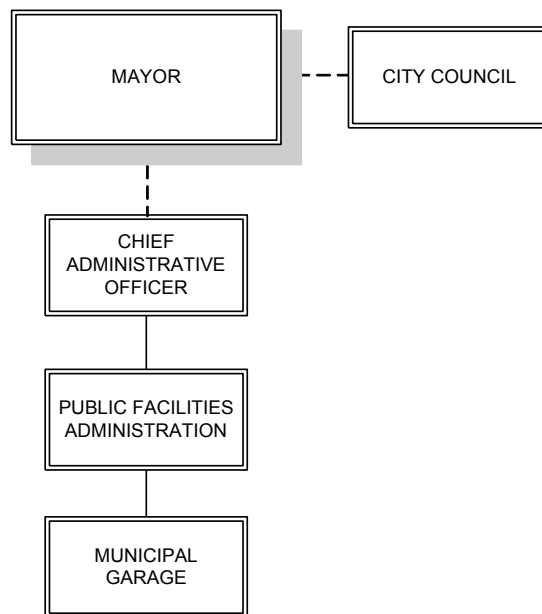 MAYOR
CITY COUNCIL
CHIEF
ADMINISTRATIVE
OFFICER
PUBLIC FACILITIES
ADMINISTRATION
MUNICIPAL
GARAGE